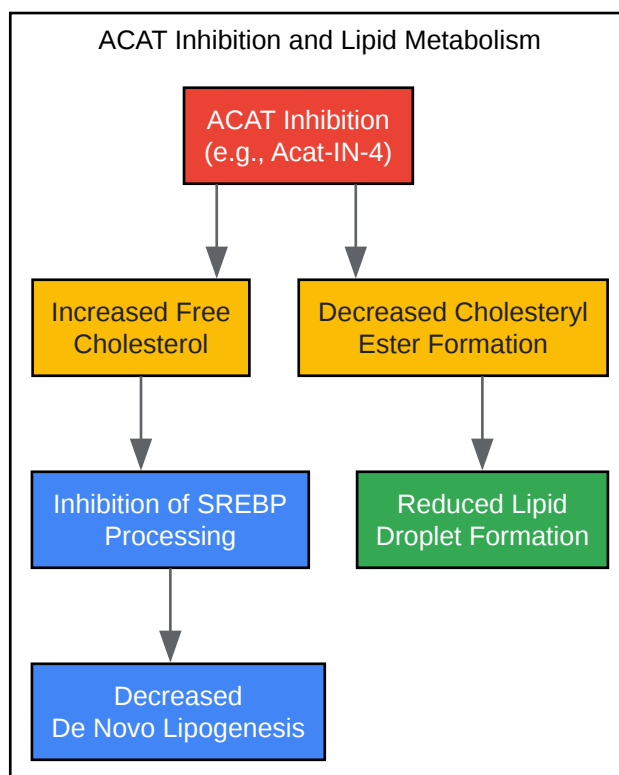 ACAT Inhibition and Lipid Metabolism
ACAT Inhibition
(e.g., Acat-IN-4)
Increased Free
Cholesterol
Decreased Cholesteryl
Ester Formation
Inhibition of SREBP
Processing
Reduced Lipid
Droplet Formation
Decreased
De Novo Lipogenesis